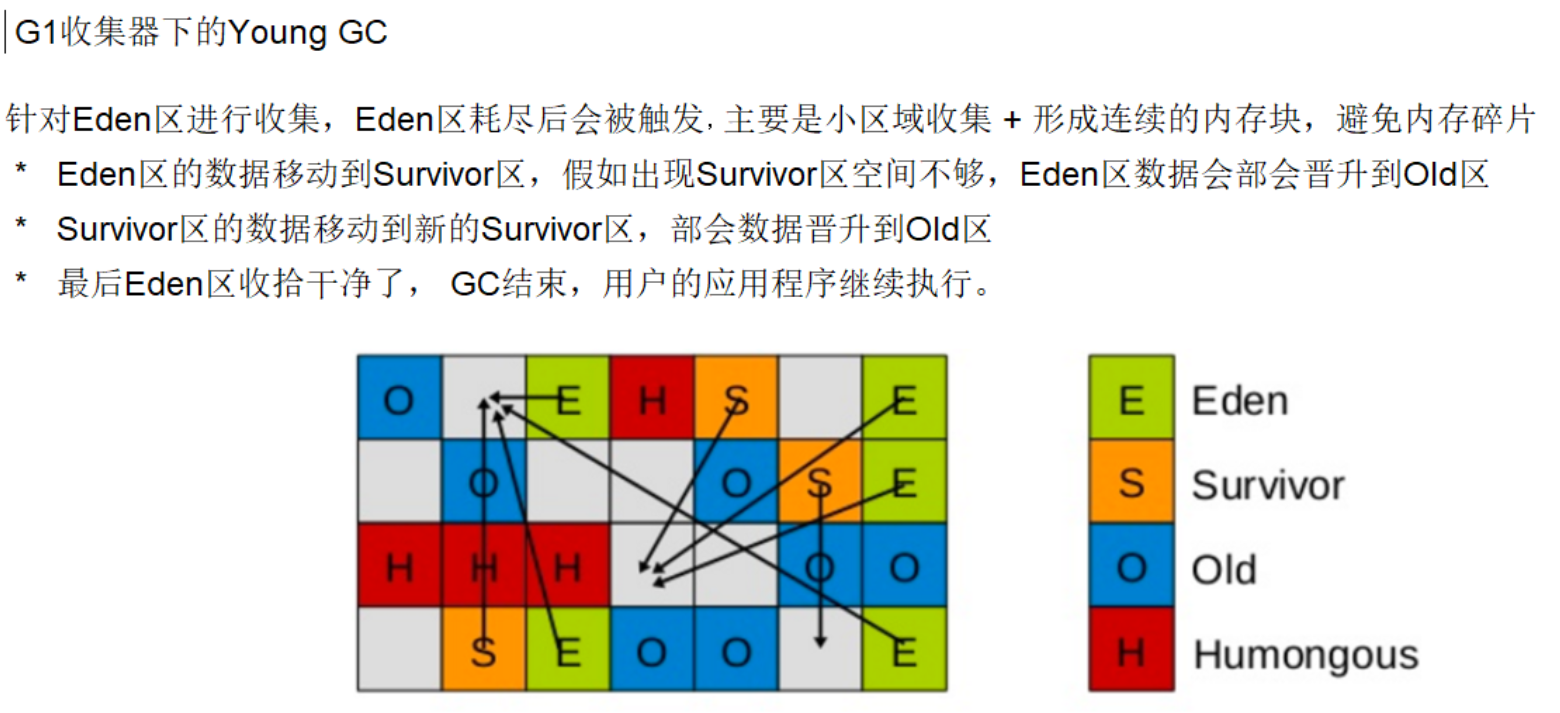 G1收集器下的Young GC
针对Eden区进行收集，Eden区耗尽后会被触发, 主要是小区域收集 + 形成连续的内存块，避免内存碎片
* Eden区的数据移动到Survivor区，假如出现Survivor区空间不够，Eden区数据会部会晋升到Old区
* Survivor区的数据移动到新的Survivor区，部会数据晋升到Old区
* 最后Eden区收拾干净了， GC结束，用户的应用程序继续执行。
O E H S E E Eden
O O S E S Survivor
H H H O O O Old
S E O O E H Humongous